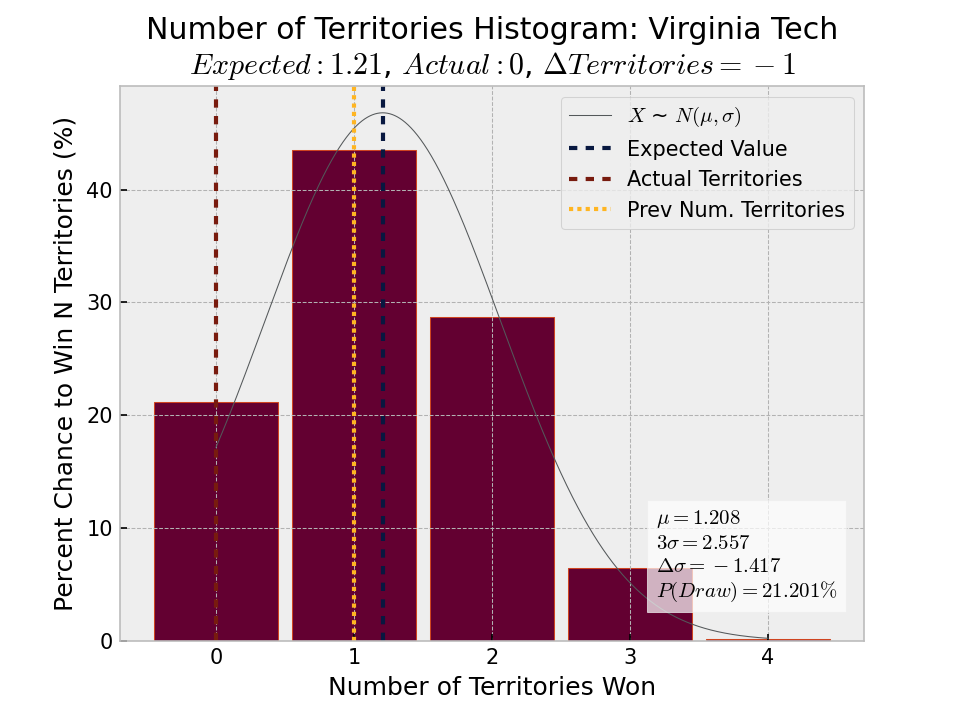 Number of Territories Histogram: Virginia Tech
Expected : 1.21, Actual : 0, ΔTerritories = −1
Percent Chance to Win N Territories (%)
X ~ N(μ, σ)
Expected Value
Actual Territories
Prev Num. Territories
40
30
20
10
0
μ = 1.208
3σ = 2.557
Δσ = −1.417
P(Draw) = 21.201%
0 1 2 3 4
Number of Territories Won